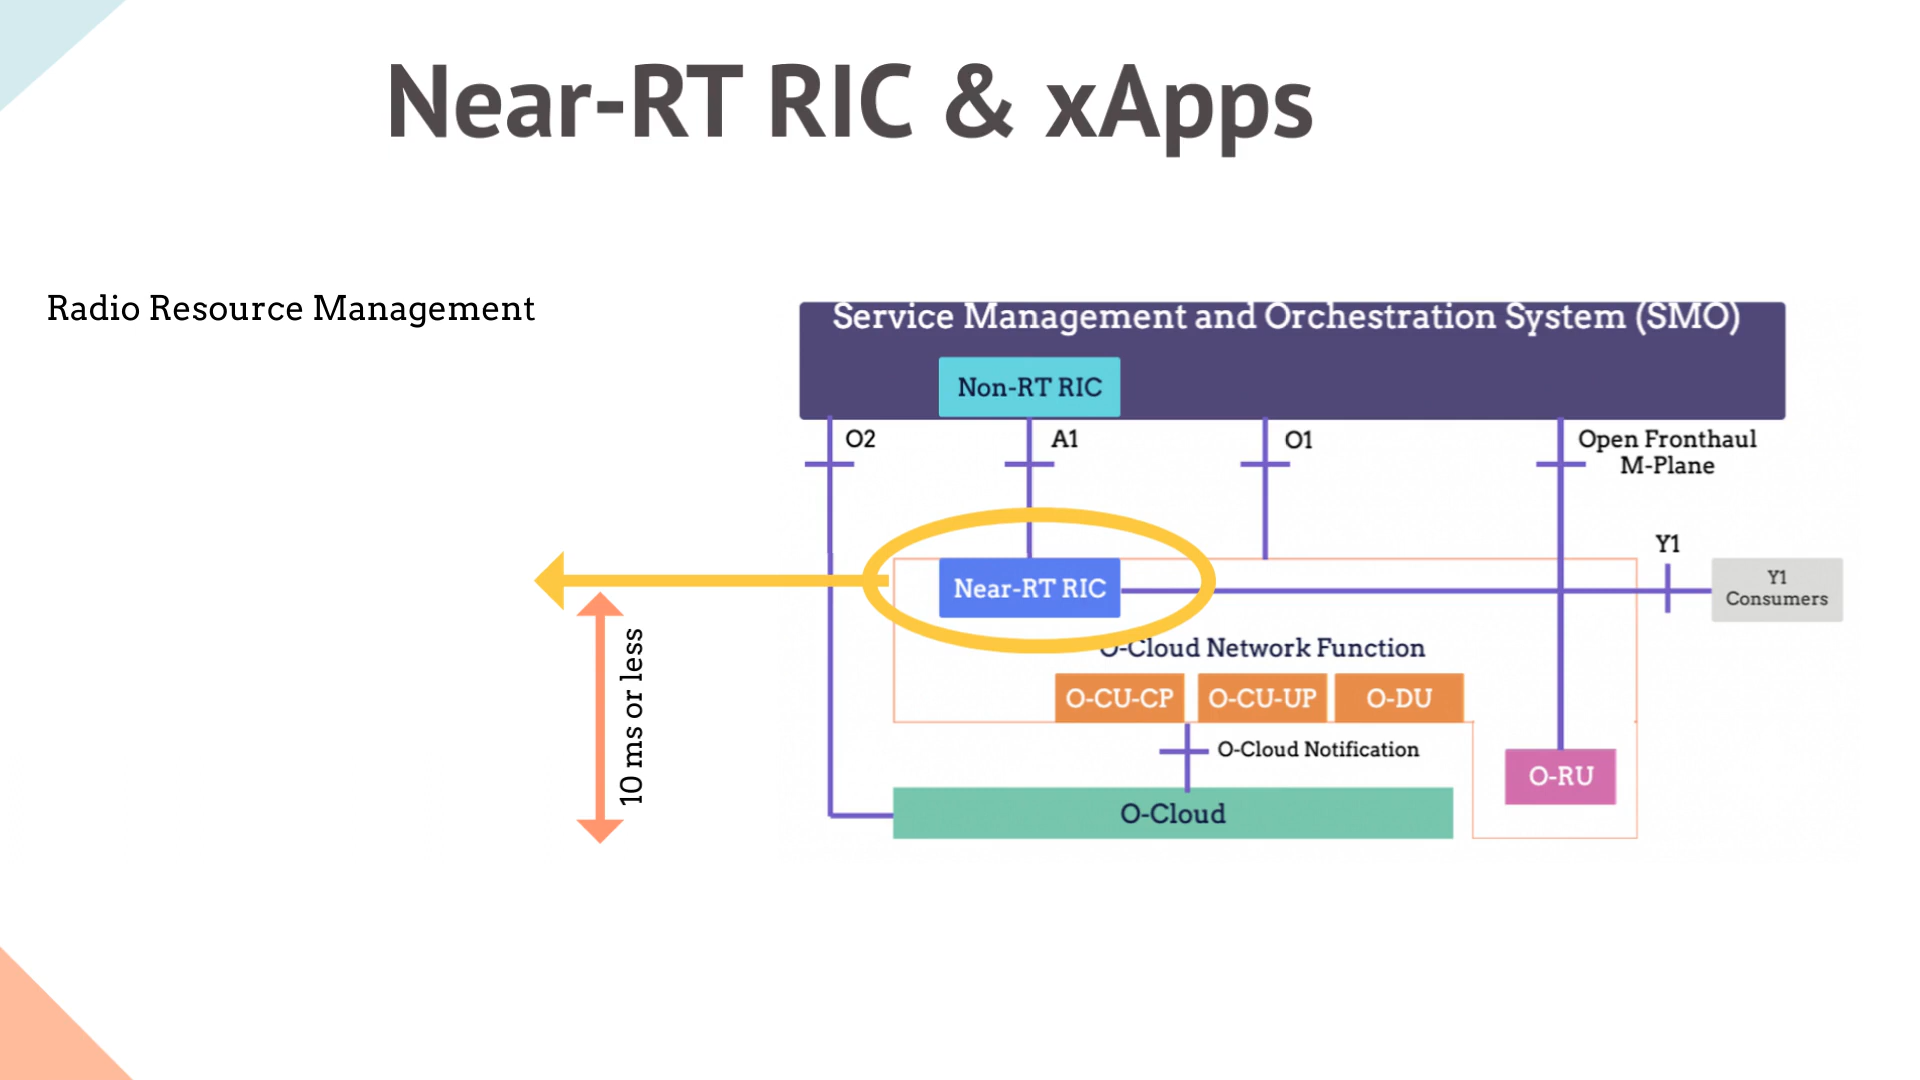 Near-RT RIC & xApps
Radio Resource Management
Service Management and Orchestration System (SMO)
Non-RT RIC
O2
A1
O1
Open Fronthaul
M-Plane
Y1
Near-RT RIC
Y1
Consumers
10 ms or less
O-Cloud Network Function
O-CU-CP
O-CU-UP
O-DU
O-Cloud Notification
O-RU
O-Cloud